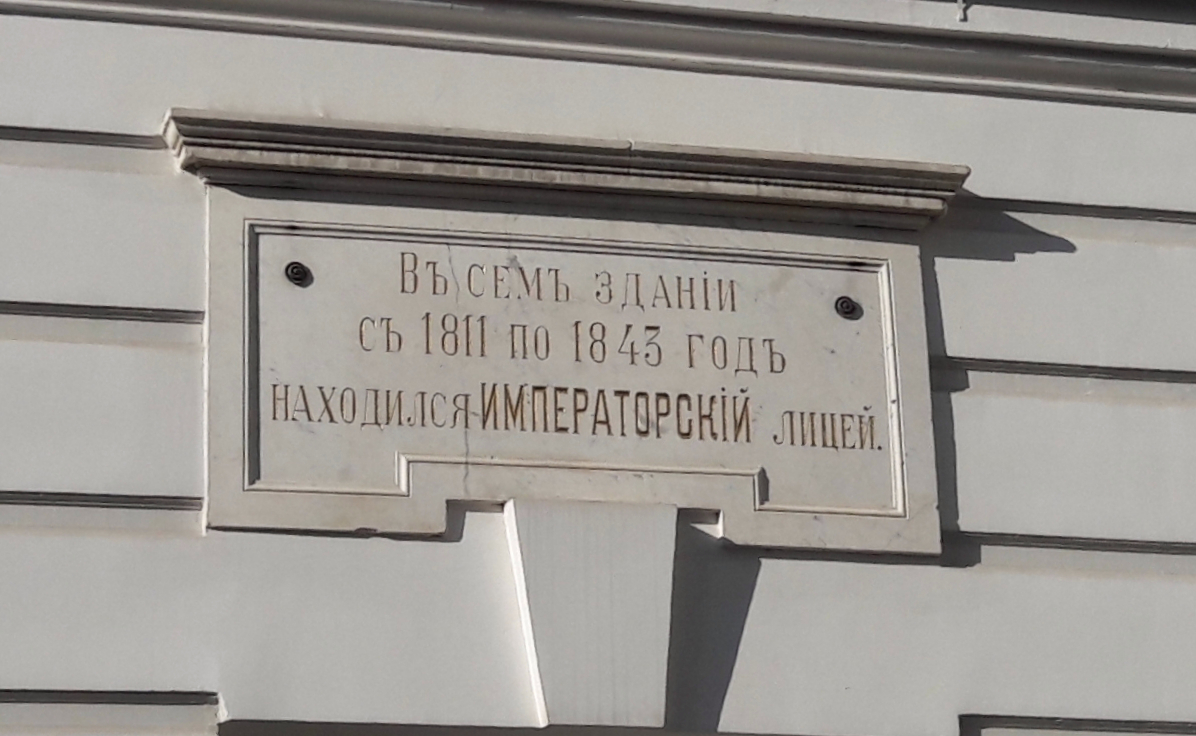 Въ семъ зданіи
съ 1811 по 1843 годъ
находился ИМПЕРАТОРСКІЙ лицей.